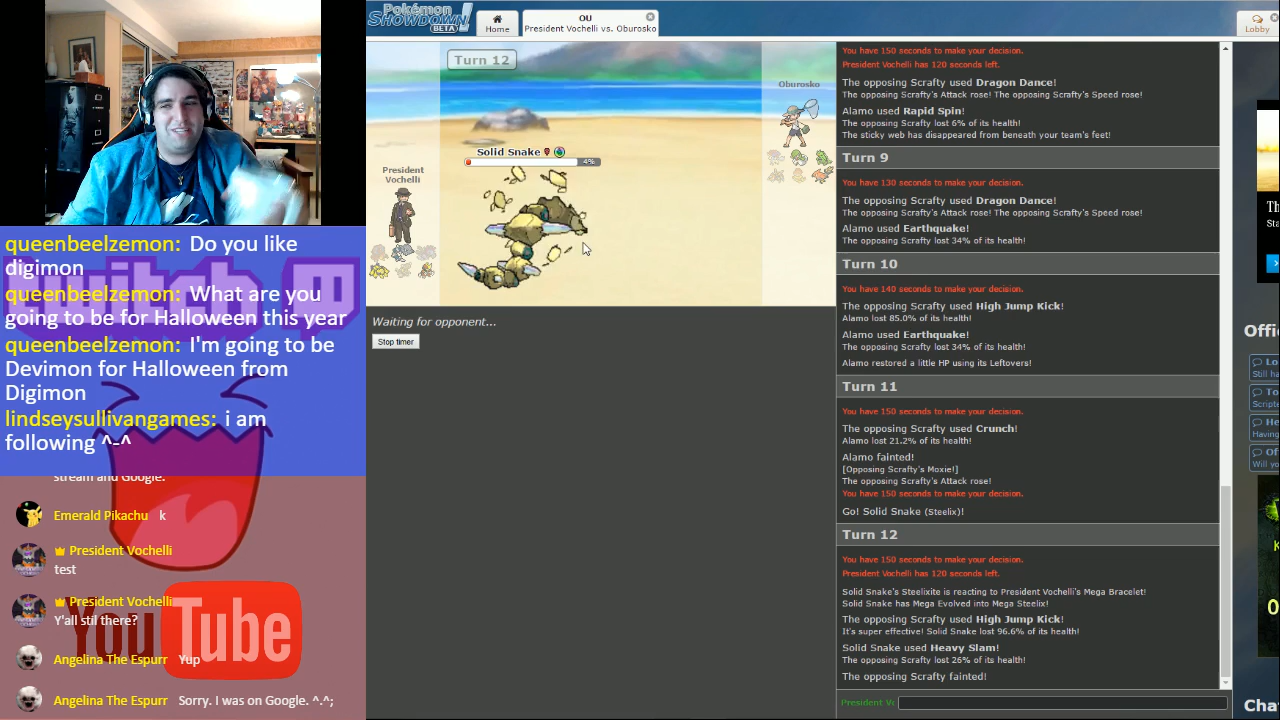 Pokémon Showdown! BETA
Home
OU
President Vochelli vs. Oburosko
Lobby
Turn 12
Oburosko
Solid Snake
4%
President
Vochelli
Waiting for opponent...
Stop timer
queenbeelzemon: Do you like
digimon
queenbeelzemon: What are you
going to be for Halloween this year
queenbeelzemon: I'm going to be
Devimon for Halloween from
Digimon
lindseysullivangames: i am
following ^-^
stream and Google.
Emerald Pikachu k
President Vochelli
test
President Vochelli
Y'all stil there?
YouTube
Angelina The Espurr Yup
Angelina The Espurr Sorry. I was on Google. ^.^;
You have 150 seconds to make your decision.
President Vochelli has 120 seconds left.
The opposing Scrafty used Dragon Dance!
The opposing Scrafty's Attack rose! The opposing Scrafty's Speed rose!
Alamo used Rapid Spin!
The opposing Scrafty lost 6% of its health!
The sticky web has disappeared from beneath your team's feet!
Turn 9
You have 130 seconds to make your decision.
The opposing Scrafty used Dragon Dance!
The opposing Scrafty's Attack rose! The opposing Scrafty's Speed rose!
Alamo used Earthquake!
The opposing Scrafty lost 34% of its health!
Turn 10
You have 140 seconds to make your decision.
The opposing Scrafty used High Jump Kick!
Alamo lost 85.0% of its health!
Alamo used Earthquake!
The opposing Scrafty lost 34% of its health!
Alamo restored a little HP using its Leftovers!
Turn 11
You have 150 seconds to make your decision.
The opposing Scrafty used Crunch!
Alamo lost 21.2% of its health!
Alamo fainted!
[Opposing Scrafty's Moxie!]
The opposing Scrafty's Attack rose!
You have 150 seconds to make your decision.
Go! Solid Snake (Steelix)!
Turn 12
You have 150 seconds to make your decision.
President Vochelli has 120 seconds left.
Solid Snake's Steelixite is reacting to President Vochelli's Mega Bracelet!
Solid Snake has Mega Evolved into Mega Steelix!
The opposing Scrafty used High Jump Kick!
It's super effective! Solid Snake lost 96.6% of its health!
Solid Snake used Heavy Slam!
The opposing Scrafty lost 26% of its health!
The opposing Scrafty fainted!
President Vo
Th
Sta
Offi
Lo
Still ha
To
Scripte
He
Having
Of
Will yo
Cha